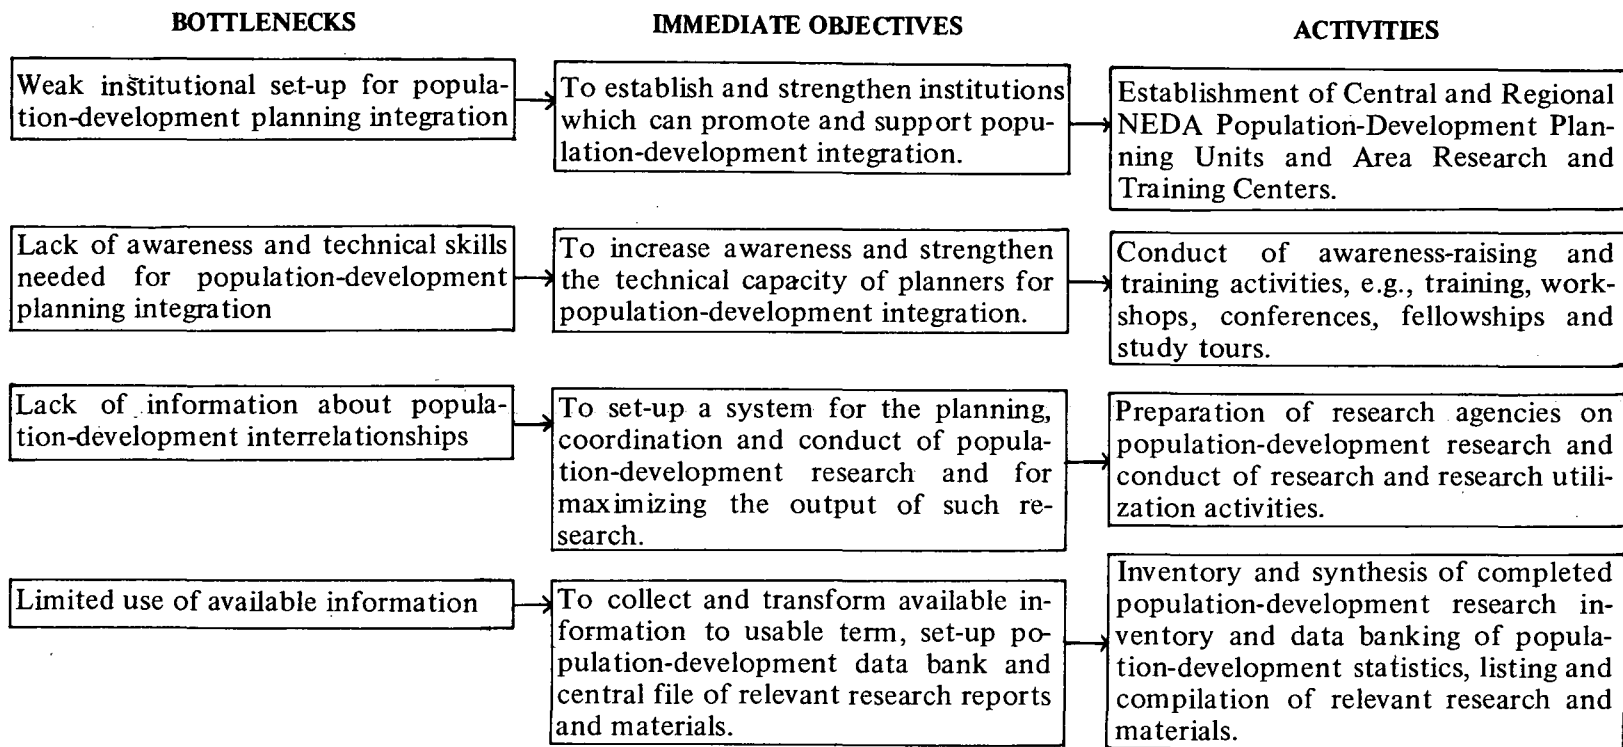 BOTTLENECKS
IMMEDIATE OBJECTIVES
ACTIVITIES
Weak institutional set-up for popula-
tion-development planning integration
To establish and strengthen institutions
which can promote and support popu-
lation-development integration.
Establishment of Central and Regional
NEDA Population-Development Plan-
ning Units and Area Research and
Training Centers.
Lack of awareness and technical skills
needed for population-development
planning integration
To increase awareness and strengthen
the technical capacity of planners for
population-development integration.
Conduct of awareness-raising and
training activities, e.g., training, work-
shops, conferences, fellowships and
study tours.
Lack of information about popula-
tion-development interrelationships
To set-up a system for the planning,
coordination and conduct of popula-
tion-development research and for
maximizing the output of such re-
search.
Preparation of research agencies on
population-development research and
conduct of research and research utili-
zation activities.
Limited use of available information
To collect and transform available in-
formation to usable term, set-up po-
pulation-development data bank and
central file of relevant research reports
and materials.
Inventory and synthesis of completed
population-development research in-
ventory and data banking of popula-
tion-development statistics, listing and
compilation of relevant research and
materials.